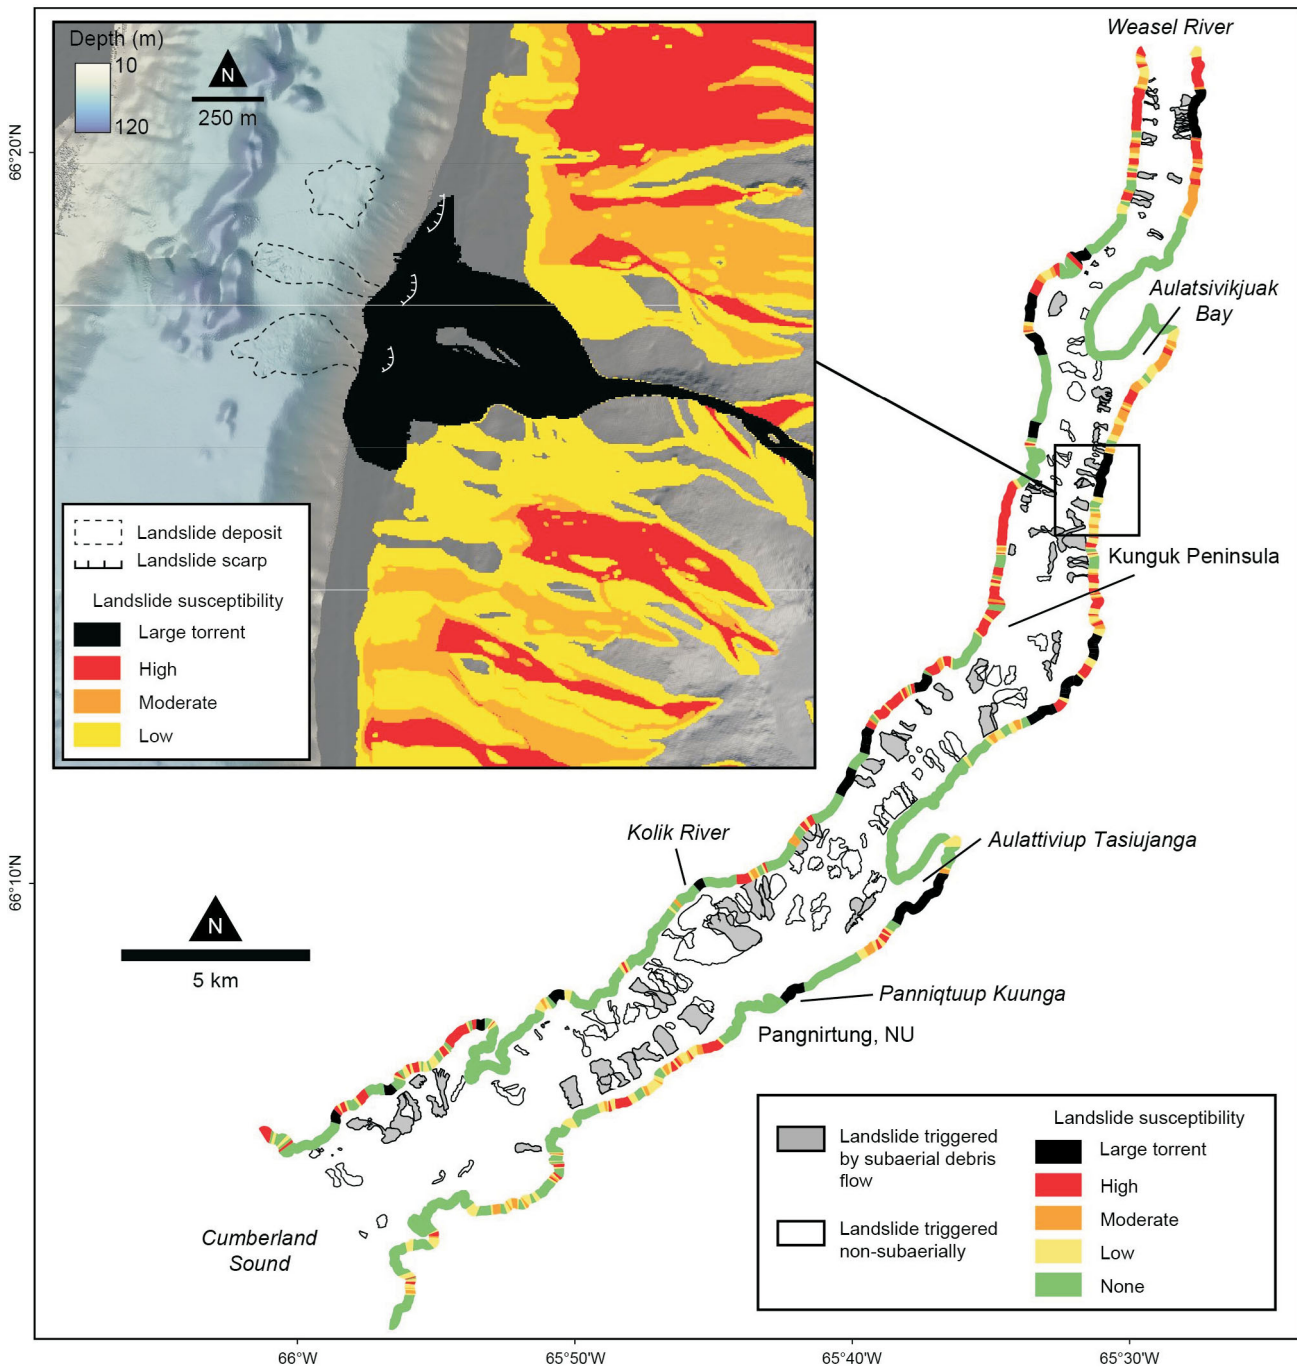 Weasel River
Depth (m)
10
120
N
250 m
66°20'N
Aulatsivikjuak
Bay
Landslide deposit
Landslide scarp
Landslide susceptibility
Large torrent
High
Moderate
Low
Kunguk Peninsula
Kolik River
Aulattiviup Tasiujanga
66°10'N
N
5 km
Panniqtuup Kuunga
Pangnirtung, NU
Cumberland
Sound
Landslide triggered
by subaerial debris
flow
Landslide triggered
non-subaerially
Landslide susceptibility
Large torrent
High
Moderate
Low
None
66°W
65°50'W
65°40'W
65°30'W